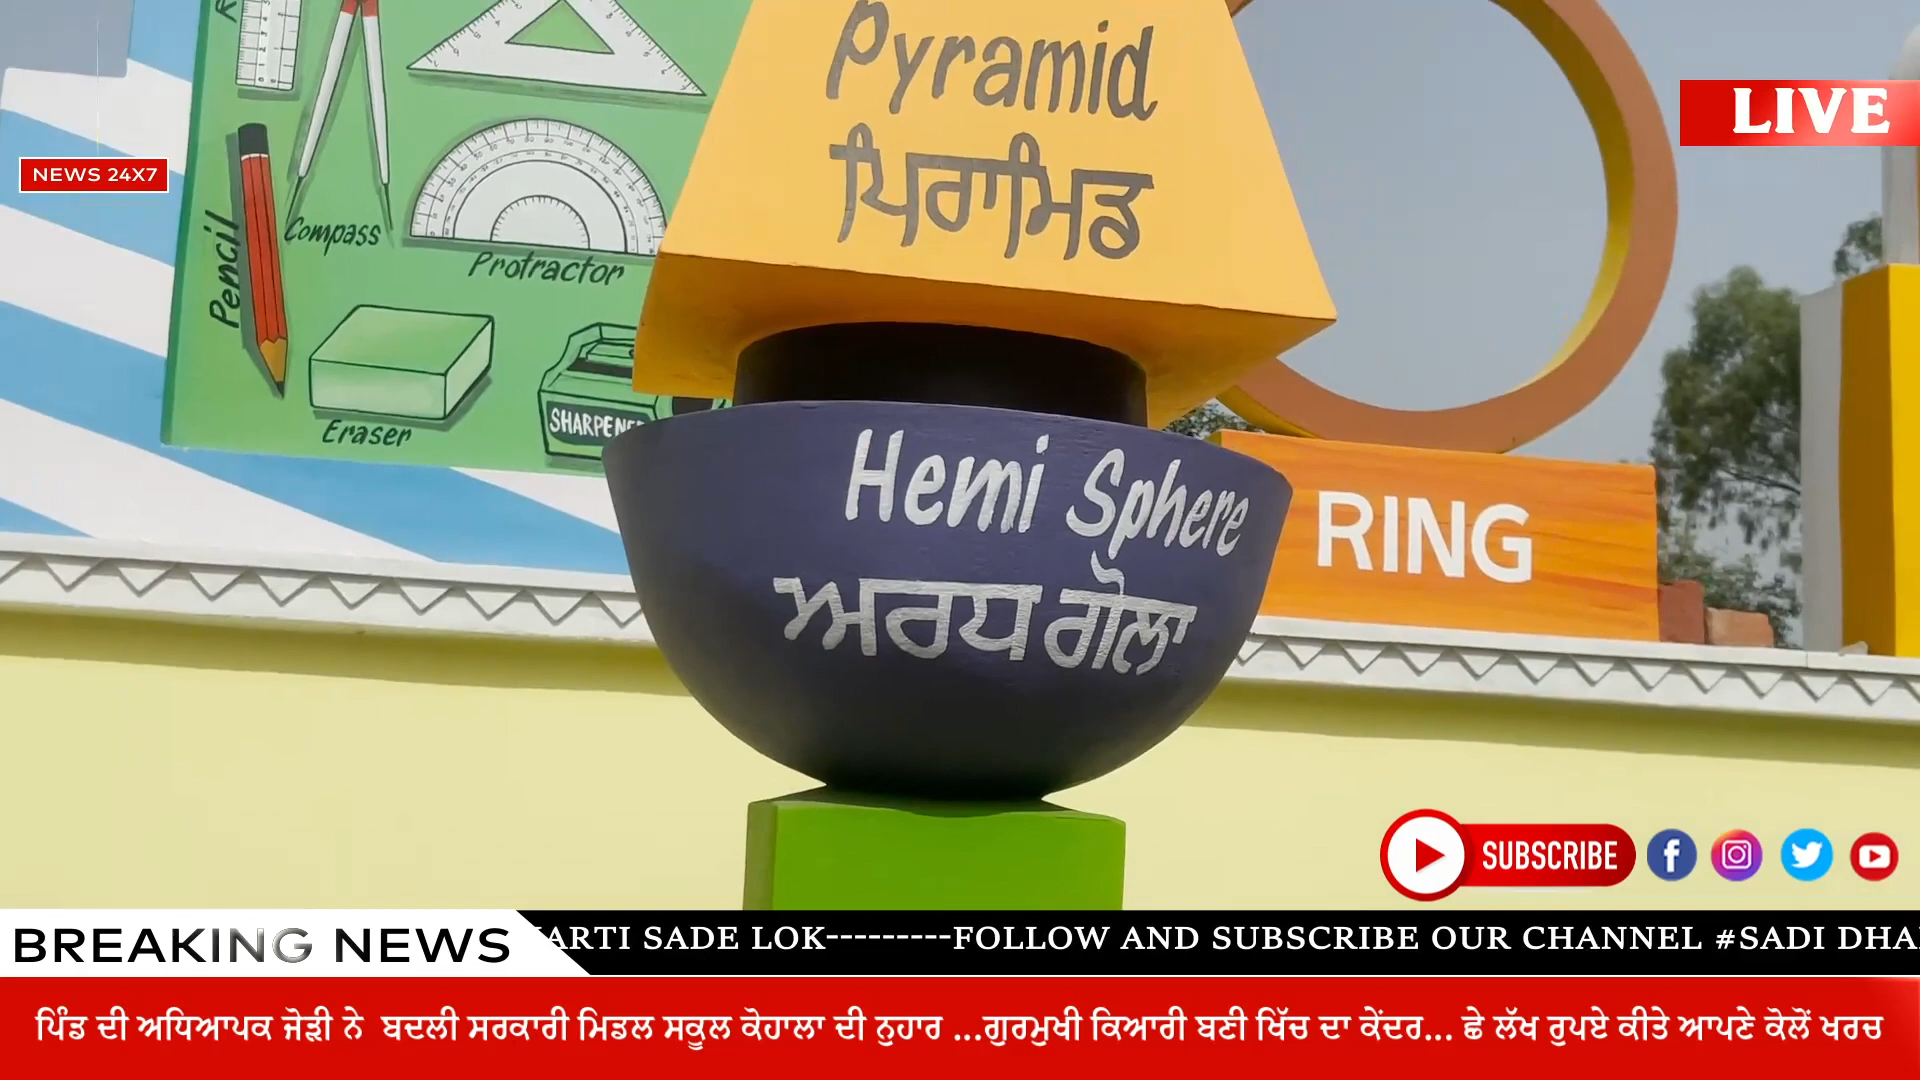 Pyramid
ਪਿਰਾਮਿਡ
LIVE
NEWS 24X7
Pencil
Compass
Protractor
Eraser
SHARPENE
Hemi Sphere
ਅਰਧ ਗੋਲਾ
RING
SUBSCRIBE
BREAKING NEWS
ARTI SADE LOK---------FOLLOW AND SUBSCRIBE OUR CHANNEL #SADI DHA
ਪਿੰਡ ਦੀ ਅਧਿਆਪਕ ਜੋੜੀ ਨੇ ਬਦਲੀ ਸਰਕਾਰੀ ਮਿਡਲ ਸਕੂਲ ਕੋਹਾਲਾ ਦੀ ਨੁਹਾਰ ...ਗੁਰਮੁਖੀ ਕਿਆਰੀ ਬਣੀ ਖਿੱਚ ਦਾ ਕੇਂਦਰ... ਛੇ ਲੱਖ ਰੁਪਏ ਕੀਤੇ ਆਪਣੇ ਕੋਲੋਂ ਖਰਚ